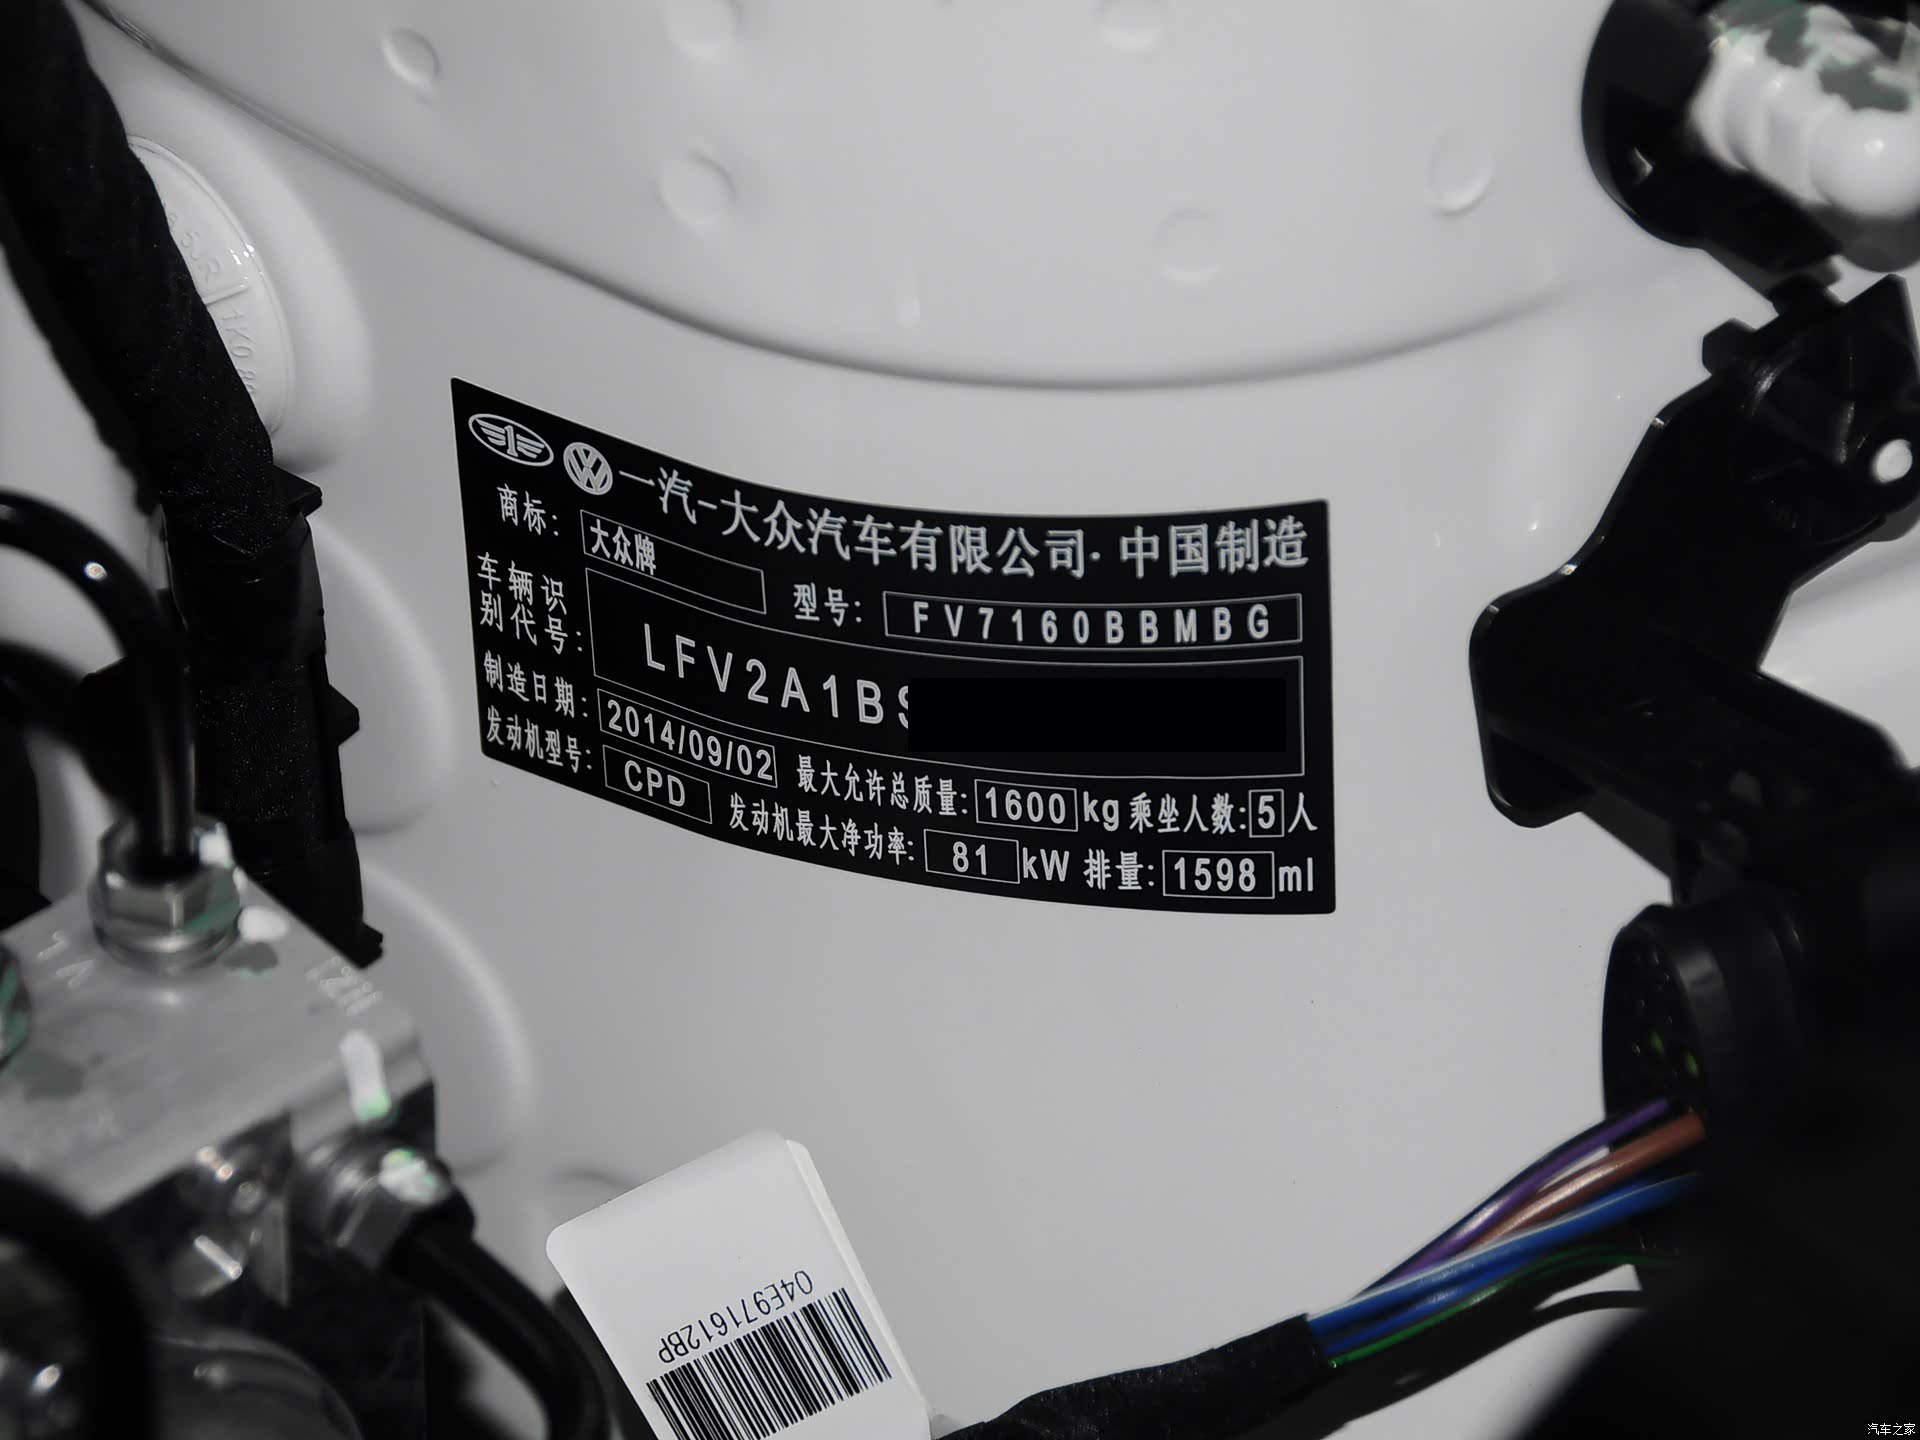 一汽-大众汽车有限公司·中国制造
商标: 大众牌 型号: FV7160BBMBG
车辆识别代号: LFV2A1BS
制造日期: 2014/09/02 最大允许总质量: 1600 kg 乘坐人数: 5 人
发动机型号: CPD 发动机最大净功率: 81 kW 排量: 1598 ml
5JR
1K0
04E971612BP
汽车之家